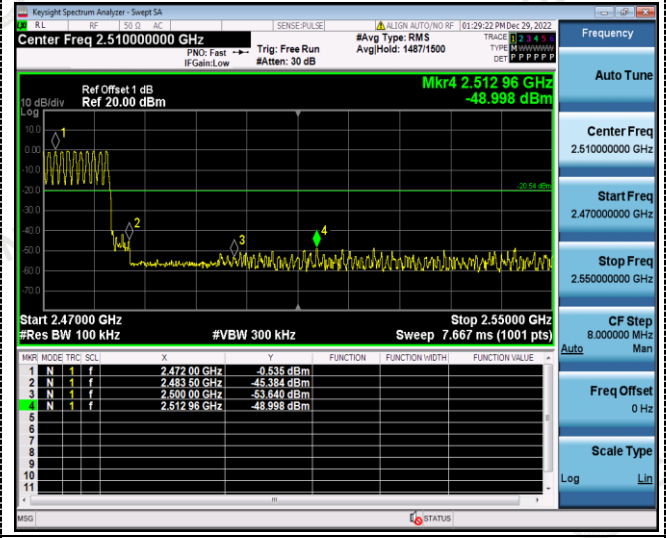 Keysight Spectrum Analyzer - Swept SA
RL RF 50 Ω AC SENSE:PULSE ALIGN AUTO/NO RF 01:29:22 PM Dec 29, 2022
Center Freq 2.510000000 GHz
PNO: Fast
IFGain:Low
Trig: Free Run
#Atten: 30 dB
#Avg Type: RMS
Avg|Hold: 1487/1500
TRACE 1 2 3 4 5 6
TYPE M WWWWW
DET P P P P P P
Ref Offset 1 dB
10 dB/div Ref 20.00 dBm
Log
Mkr4 2.512 96 GHz
-48.998 dBm
10.0
0.00
-10.0
-20.0
-30.0
-40.0
-50.0
-60.0
-70.0
1
2
3
4
-20.54 dBm
Start 2.47000 GHz Stop 2.55000 GHz
#Res BW 100 kHz #VBW 300 kHz Sweep 7.667 ms (1001 pts)
MKR MODE TRC SCL X Y FUNCTION FUNCTION WIDTH FUNCTION VALUE
1 N 1 f 2.472 00 GHz -0.535 dBm
2 N 1 f 2.483 50 GHz -45.384 dBm
3 N 1 f 2.500 00 GHz -53.640 dBm
4 N 1 f 2.512 96 GHz -48.998 dBm
5
6
7
8
9
10
11
MSG STATUS
Frequency
Auto Tune
Center Freq
2.510000000 GHz
Start Freq
2.470000000 GHz
Stop Freq
2.550000000 GHz
CF Step
8.000000 MHz
Auto Man
Freq Offset
0 Hz
Scale Type
Log Lin